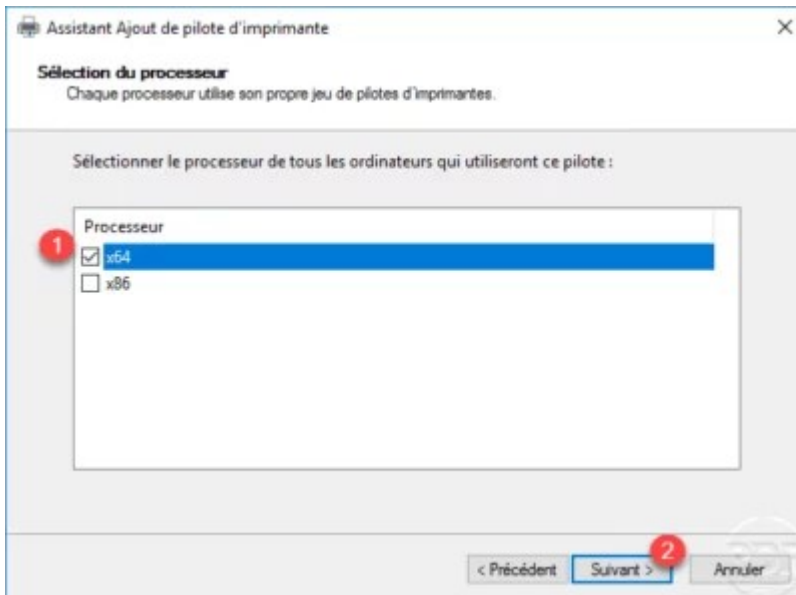 Assistant Ajout de pilote d'imprimante
Sélection du processeur
Chaque processeur utilise son propre jeu de pilotes d'imprimantes.
Sélectionner le processeur de tous les ordinateurs qui utiliseront ce pilote :
Processeur
1
x64
x86
2
< Précédent Suivant > Annuler